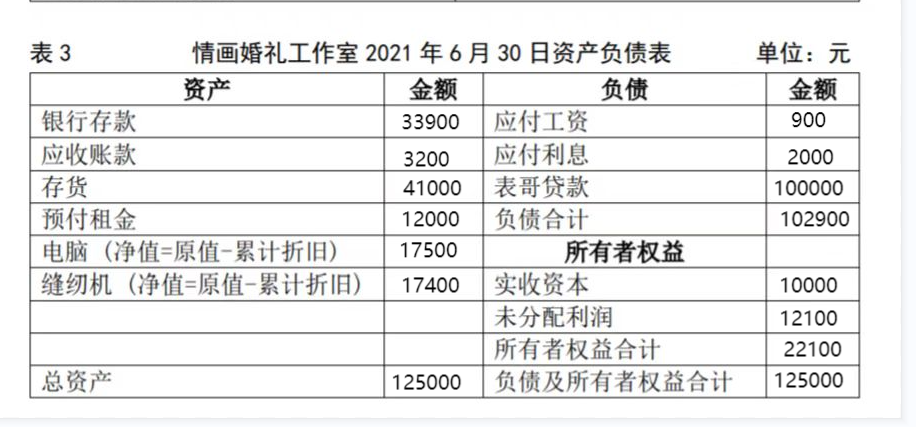 表 3 情画婚礼工作室 2021 年 6 月 30 日资产负债表 单位：元
资产 金额 负债 金额
银行存款 33900 应付工资 900
应收账款 3200 应付利息 2000
存货 41000 表哥贷款 100000
预付租金 12000 负债合计 102900
电脑（净值=原值-累计折旧） 17500 所有者权益
缝纫机（净值=原值-累计折旧） 17400 实收资本 10000
未分配利润 12100
所有者权益合计 22100
总资产 125000 负债及所有者权益合计 125000